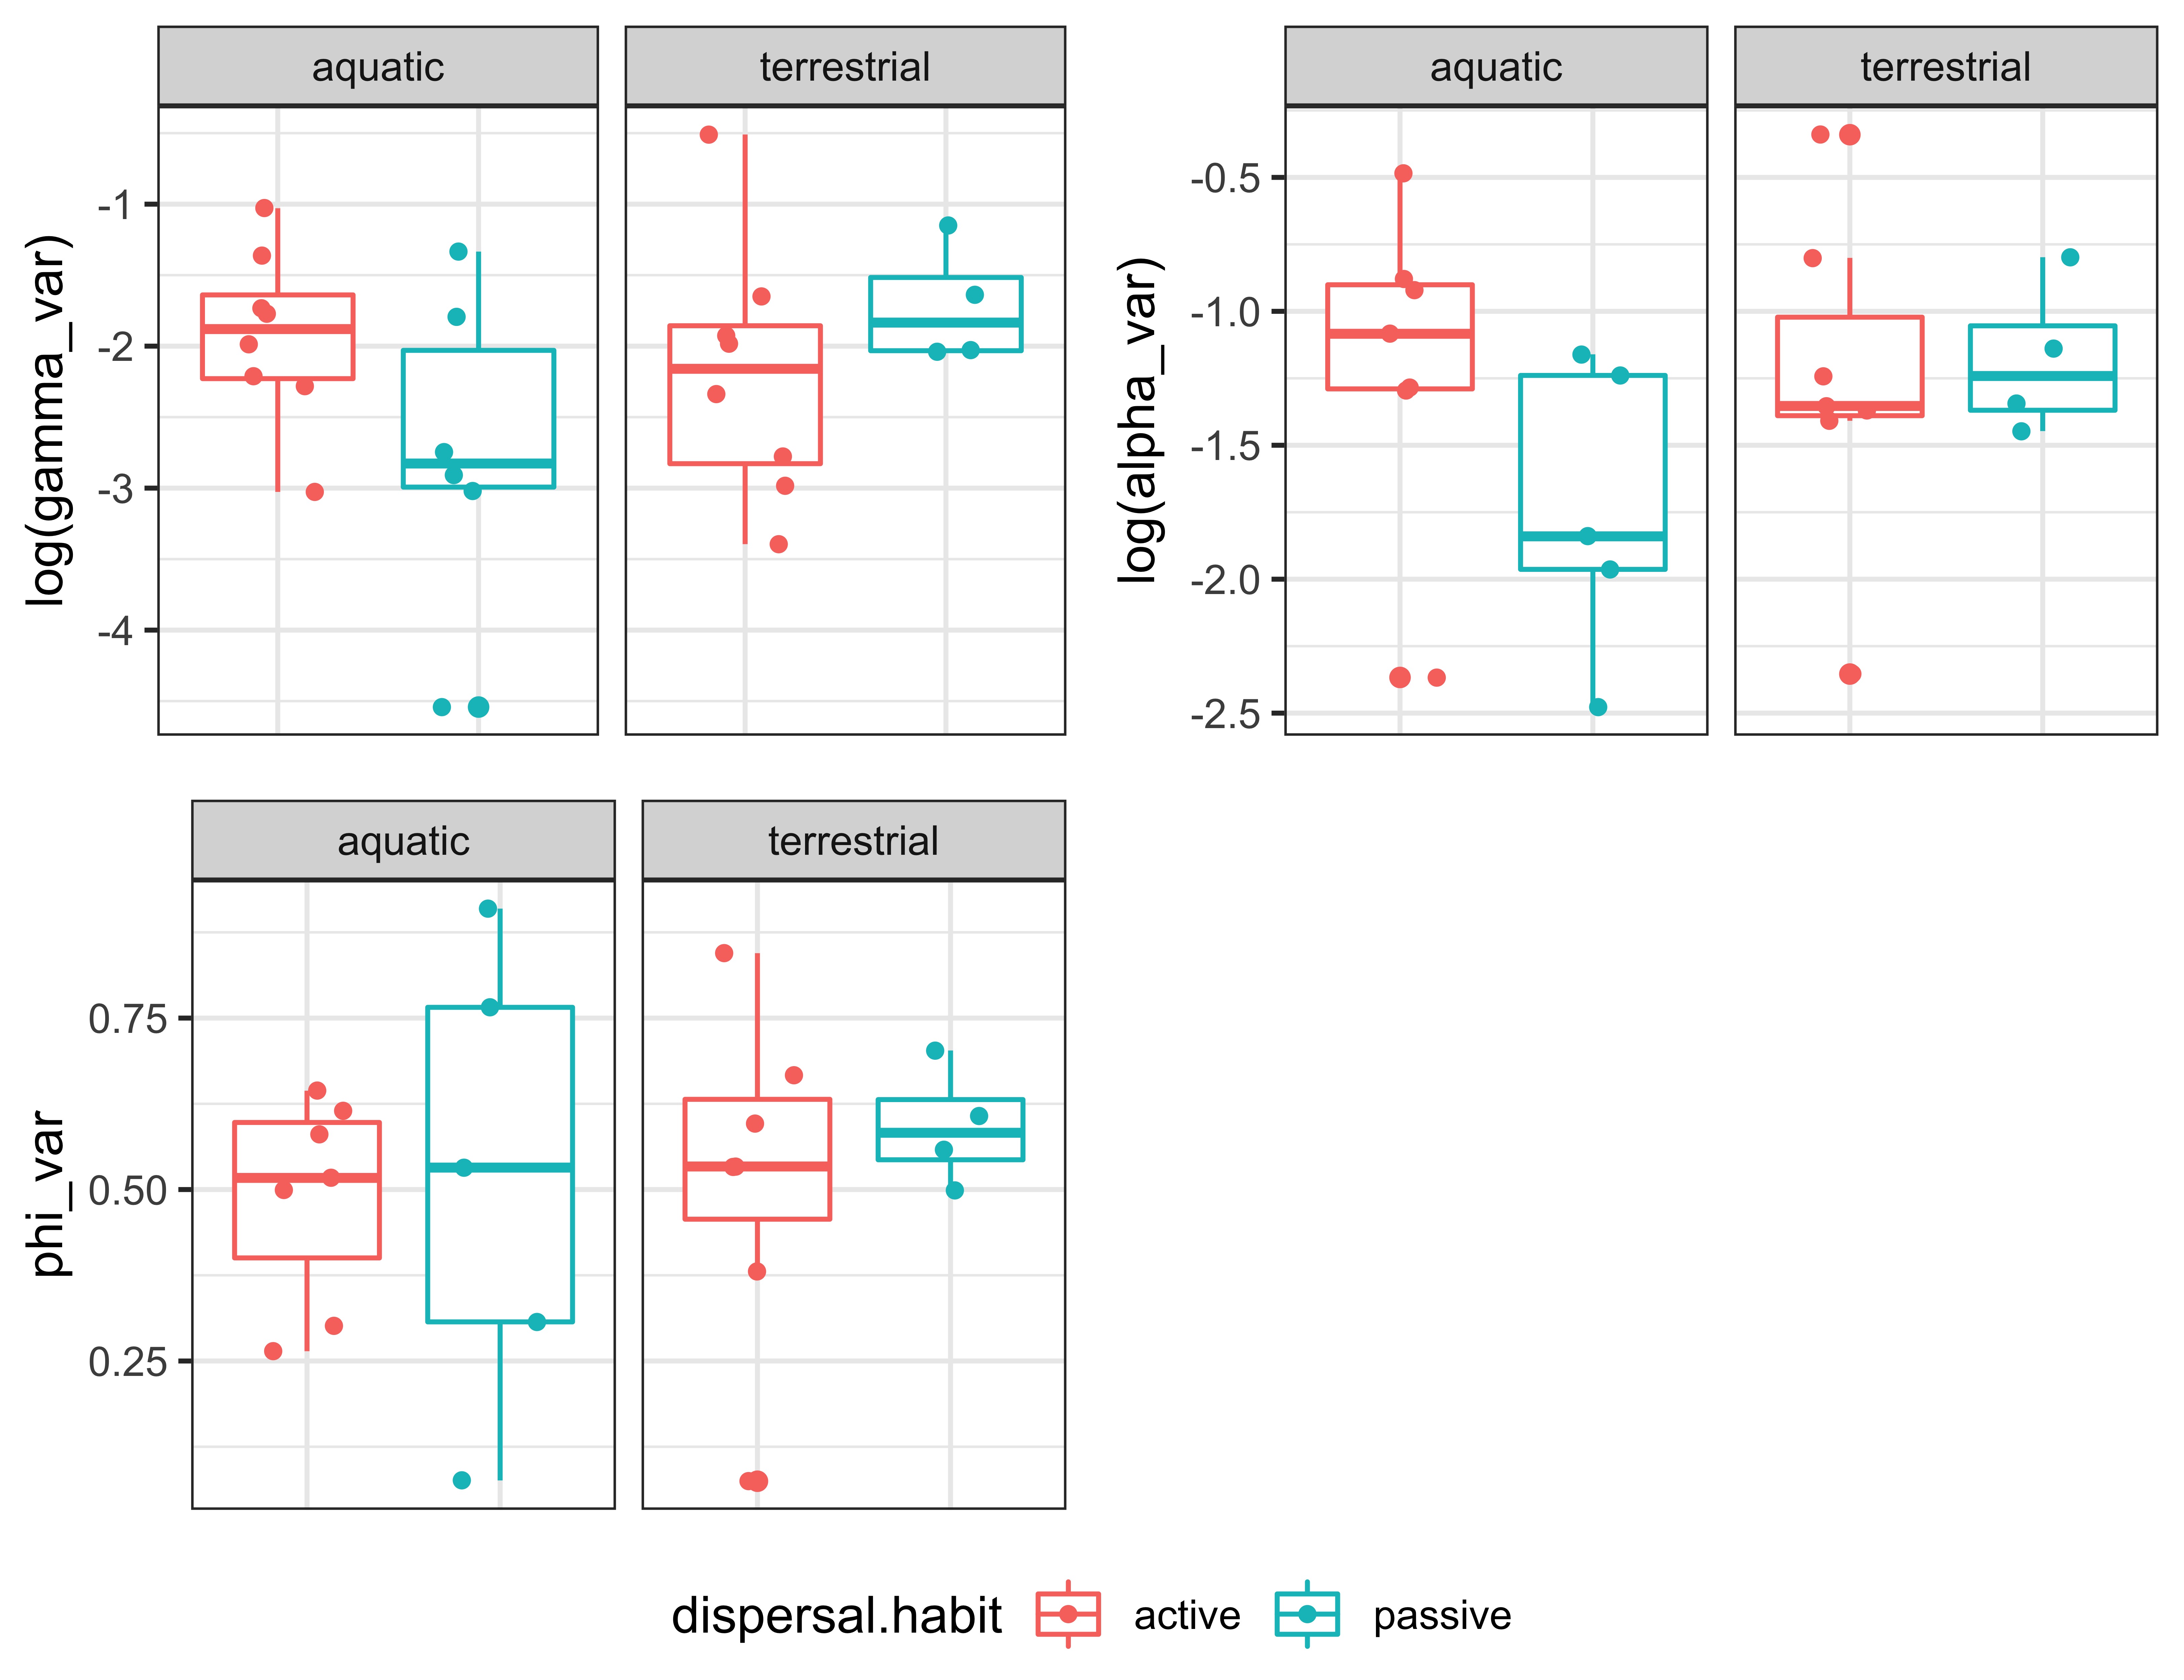 aquatic terrestrial
log(gamma_var)
-1
-2
-3
-4
aquatic terrestrial
log(alpha_var)
-0.5
-1.0
-1.5
-2.0
-2.5
aquatic terrestrial
phi_var
0.75
0.50
0.25
dispersal.habit active passive